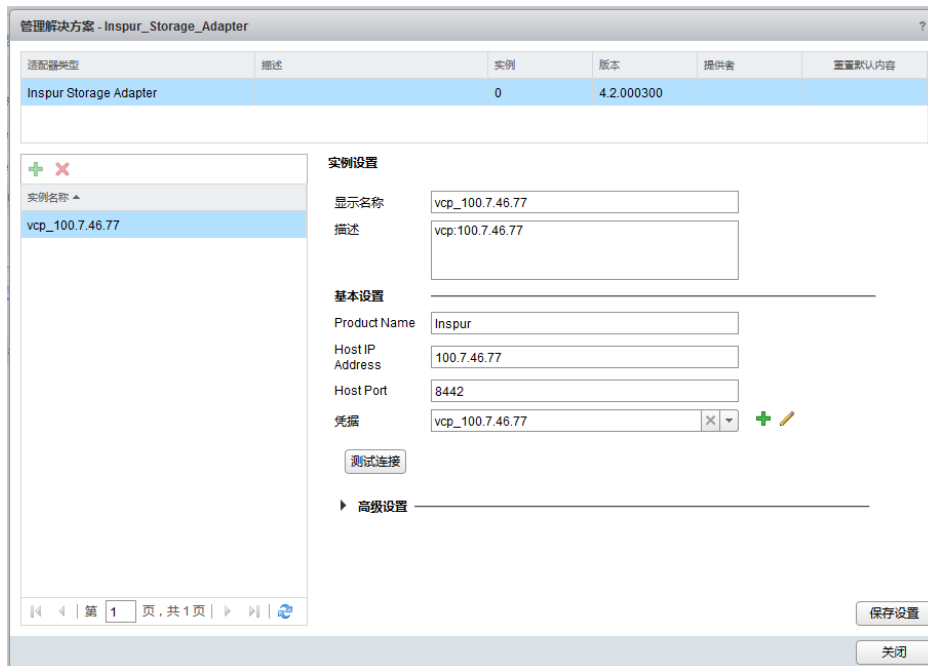 管理解决方案 - Inspur_Storage_Adapter ?
适配器类型 描述 实例 版本 提供者 重置默认内容
Inspur Storage Adapter 0 4.2.000300
实例名称
vcp_100.7.46.77
实例设置
显示名称 vcp_100.7.46.77
描述 vcp:100.7.46.77
基本设置
Product Name Inspur
Host IP
Address 100.7.46.77
Host Port 8442
凭据 vcp_100.7.46.77
测试连接
高级设置
第 1 页，共1页
保存设置
关闭